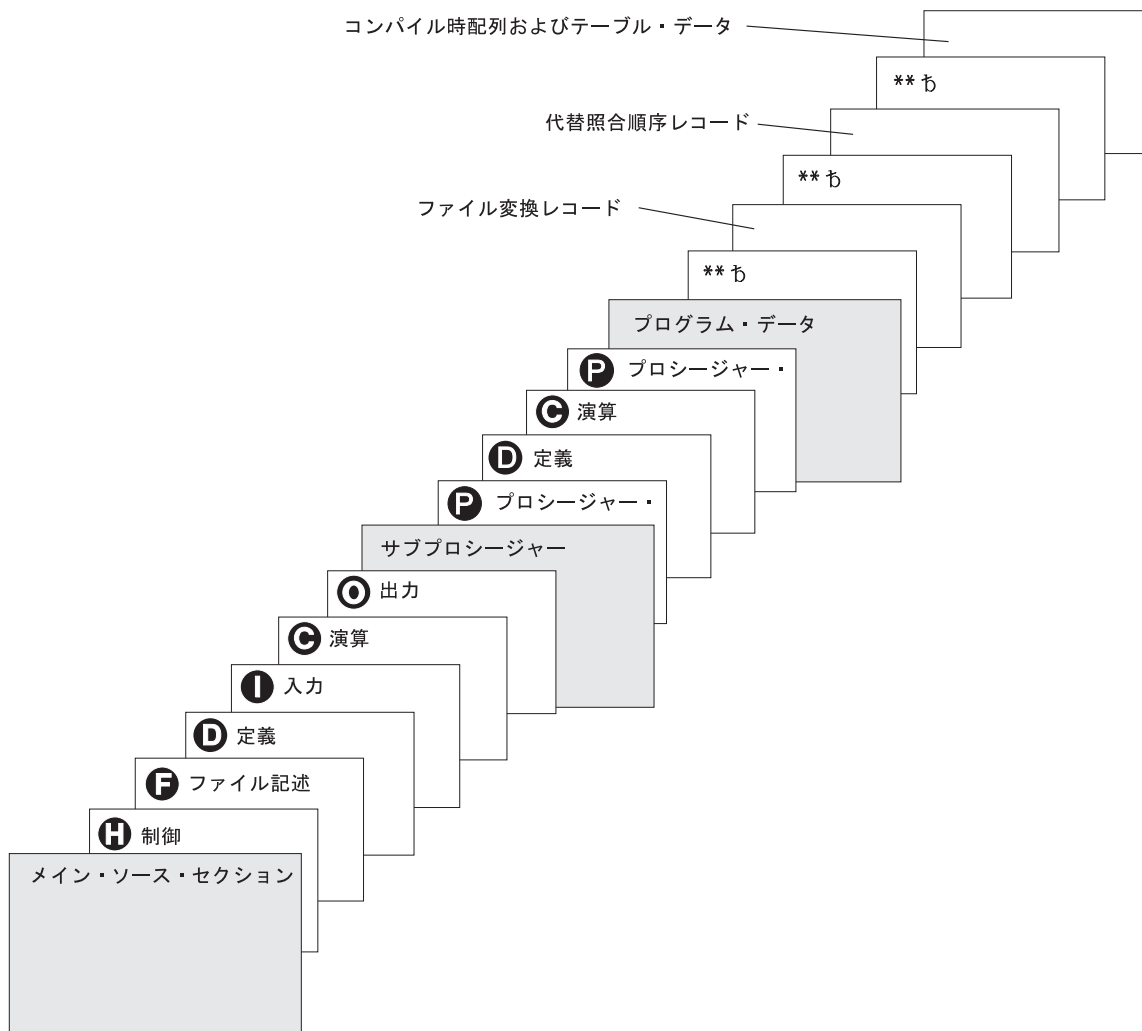 コンパイル時配列およびテーブル・データ
** ␢
代替照合順序レコード
** ␢
ファイル変換レコード
** ␢
プログラム・データ
P プロシージャー・
C 演算
D 定義
P プロシージャー・
サブプロシージャー
O 出力
C 演算
I 入力
D 定義
F ファイル記述
H 制御
メイン・ソース・セクション